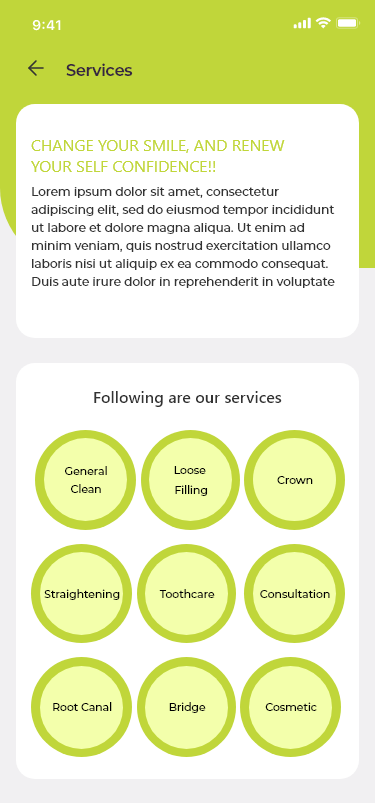 9:41
Services
CHANGE YOUR SMILE, AND RENEW
YOUR SELF CONFIDENCE!!
Lorem ipsum dolor sit amet, consectetur
adipiscing elit, sed do eiusmod tempor incididunt
ut labore et dolore magna aliqua. Ut enim ad
minim veniam, quis nostrud exercitation ullamco
laboris nisi ut aliquip ex ea commodo consequat.
Duis aute irure dolor in reprehenderit in voluptate
Following are our services
General
Clean
Loose
Filling
Crown
Straightening
Toothcare
Consultation
Root Canal
Bridge
Cosmetic